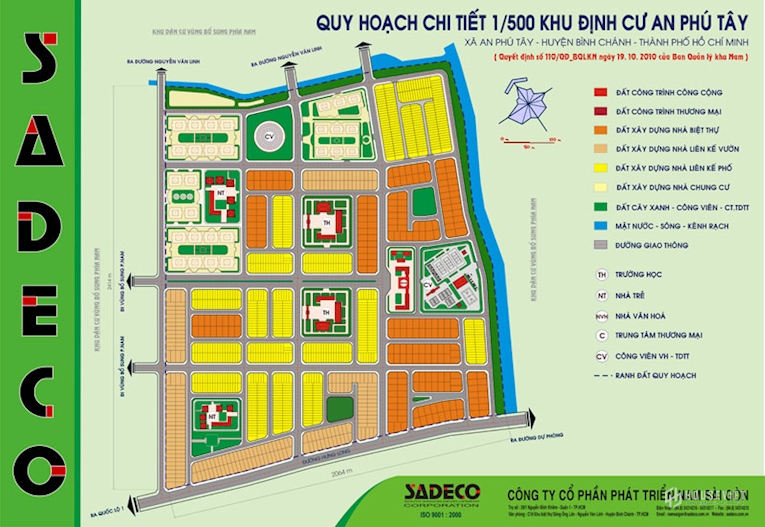 SADECO
QUY HOẠCH CHI TIẾT 1/500 KHU ĐỊNH CƯ AN PHÚ TÂY
XÃ AN PHÚ TÂY - HUYỆN BÌNH CHÁNH - THÀNH PHỐ HỒ CHÍ MINH
( Quyết định số 110/QĐ_BQLKN ngày 19. 10. 2010 của Ban Quản lý khu Nam )
KHU DÂN CƯ VÙNG BỔ SUNG PHÍA NAM
RA ĐƯỜNG NGUYỄN VĂN LINH
RA ĐƯỜNG NGUYỄN VĂN LINH
ĐẤT CÔNG TRÌNH CÔNG CỘNG
ĐẤT CÔNG TRÌNH THƯƠNG MẠI
ĐẤT XÂY DỰNG NHÀ BIỆT THỰ
ĐẤT XÂY DỰNG NHÀ LIÊN KẾ VƯỜN
ĐẤT XÂY DỰNG NHÀ LIÊN KẾ PHỐ
ĐẤT XÂY DỰNG NHÀ CHUNG CƯ
ĐẤT CÂY XANH - CÔNG VIÊN - CT.TDTT
MẶT NƯỚC - SÔNG - KÊNH RẠCH
ĐƯỜNG GIAO THÔNG
TH TRƯỜNG HỌC
NT NHÀ TRẺ
NVH NHÀ VĂN HOÁ
C TRUNG TÂM THƯƠNG MẠI
CV CÔNG VIÊN VH - TDTT
RANH ĐẤT QUY HOẠCH
CV
NT
TH
CV
TH
NT
KHU DÂN CƯ VÙNG BỔ SUNG PHÍA NAM
KHU DÂN CƯ VÙNG BỔ SUNG PHÍA NAM
ĐI VÙNG BỔ SUNG P.NAM
ĐI VÙNG BỔ SUNG P.NAM
ĐƯỜNG HƯNG LONG
2064 m
RA QUỐC LỘ 1
RA ĐƯỜNG DỰ PHÓNG
SADECO
CORPORATION
ISO 9001 : 2000
CÔNG TY CỔ PHẦN PHÁT TRIỂN NAM SÀI GÒN